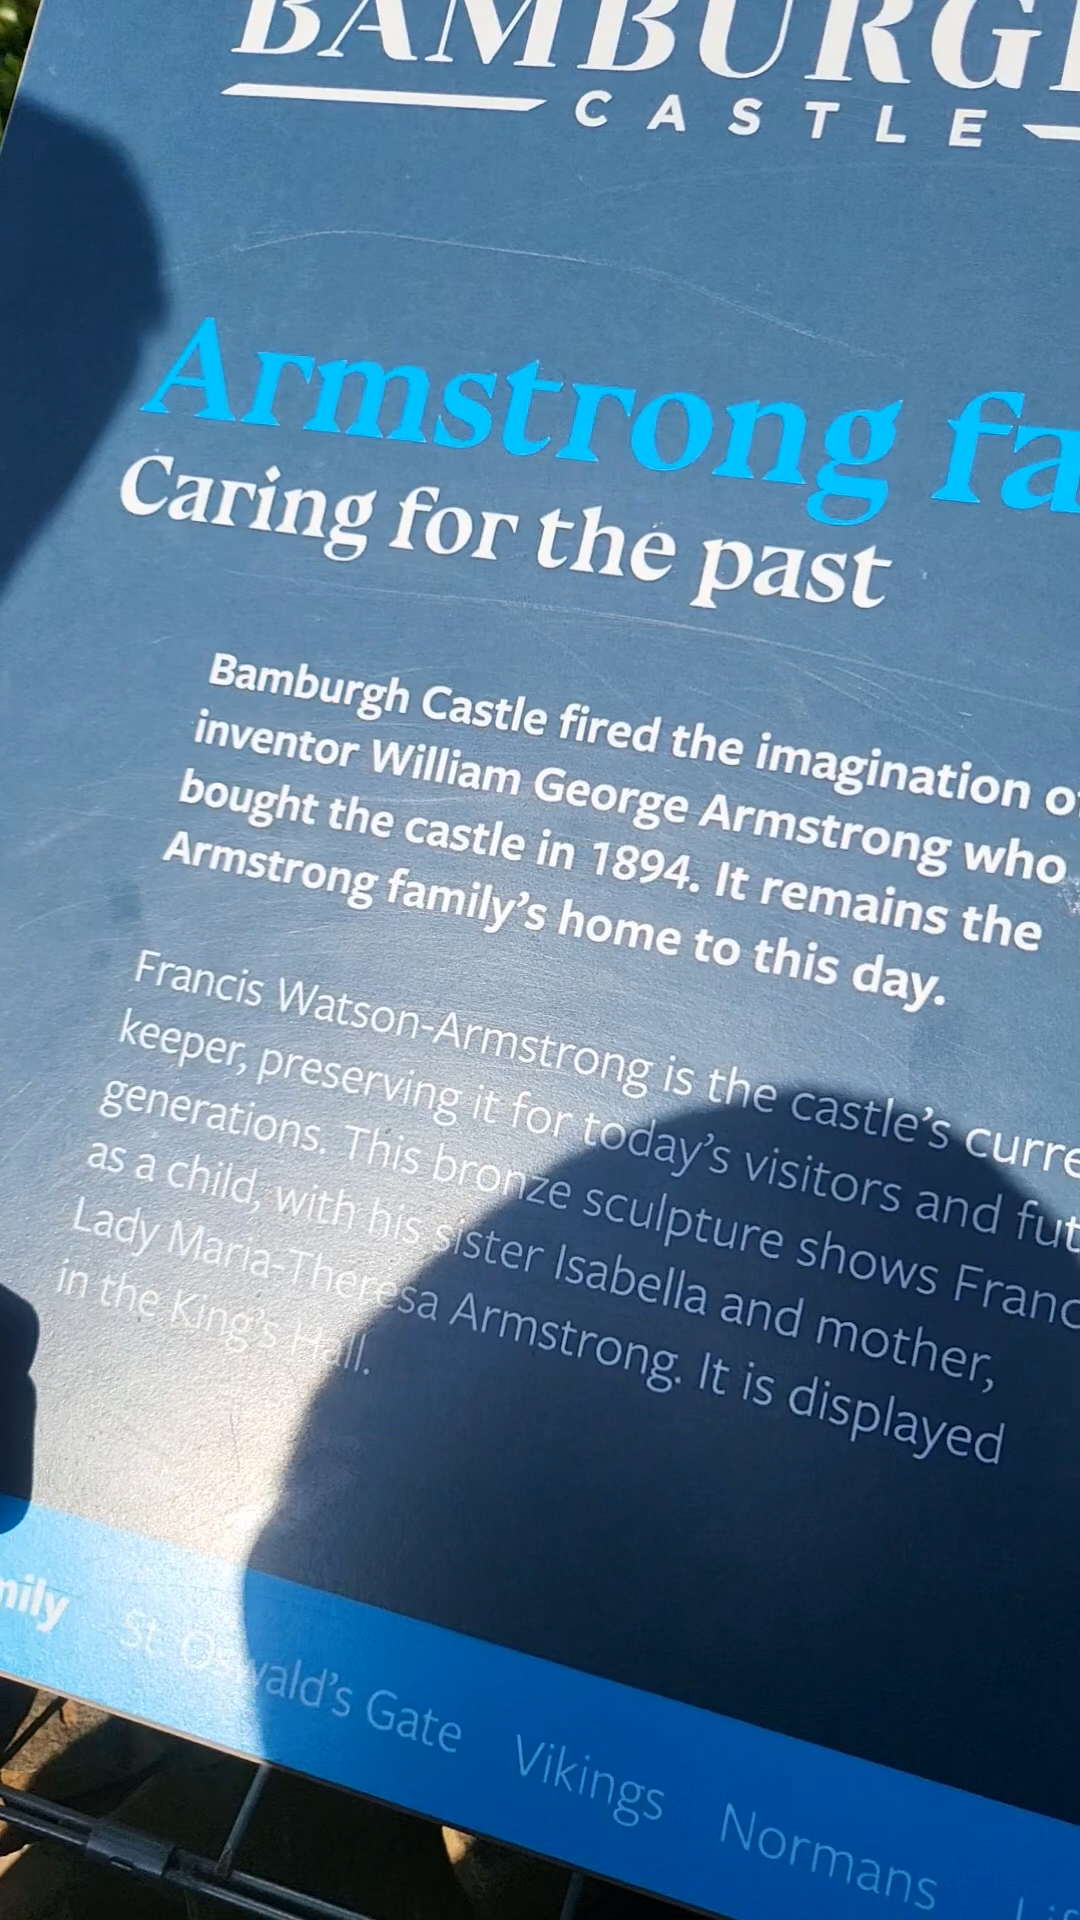 BAMBURG
CASTLE
Armstrong fa
Caring for the past
Bamburgh Castle fired the imagination of
inventor William George Armstrong who
bought the castle in 1894. It remains the
Armstrong family's home to this day.
Francis Watson-Armstrong is the castle's curre
keeper, preserving it for today's visitors and fut
generations. This bronze sculpture shows Franc
as a child, with his sister Isabella and mother,
Lady Maria-Theresa Armstrong. It is displayed
in the King's Hall.
mily St. Oswald's Gate Vikings Normans